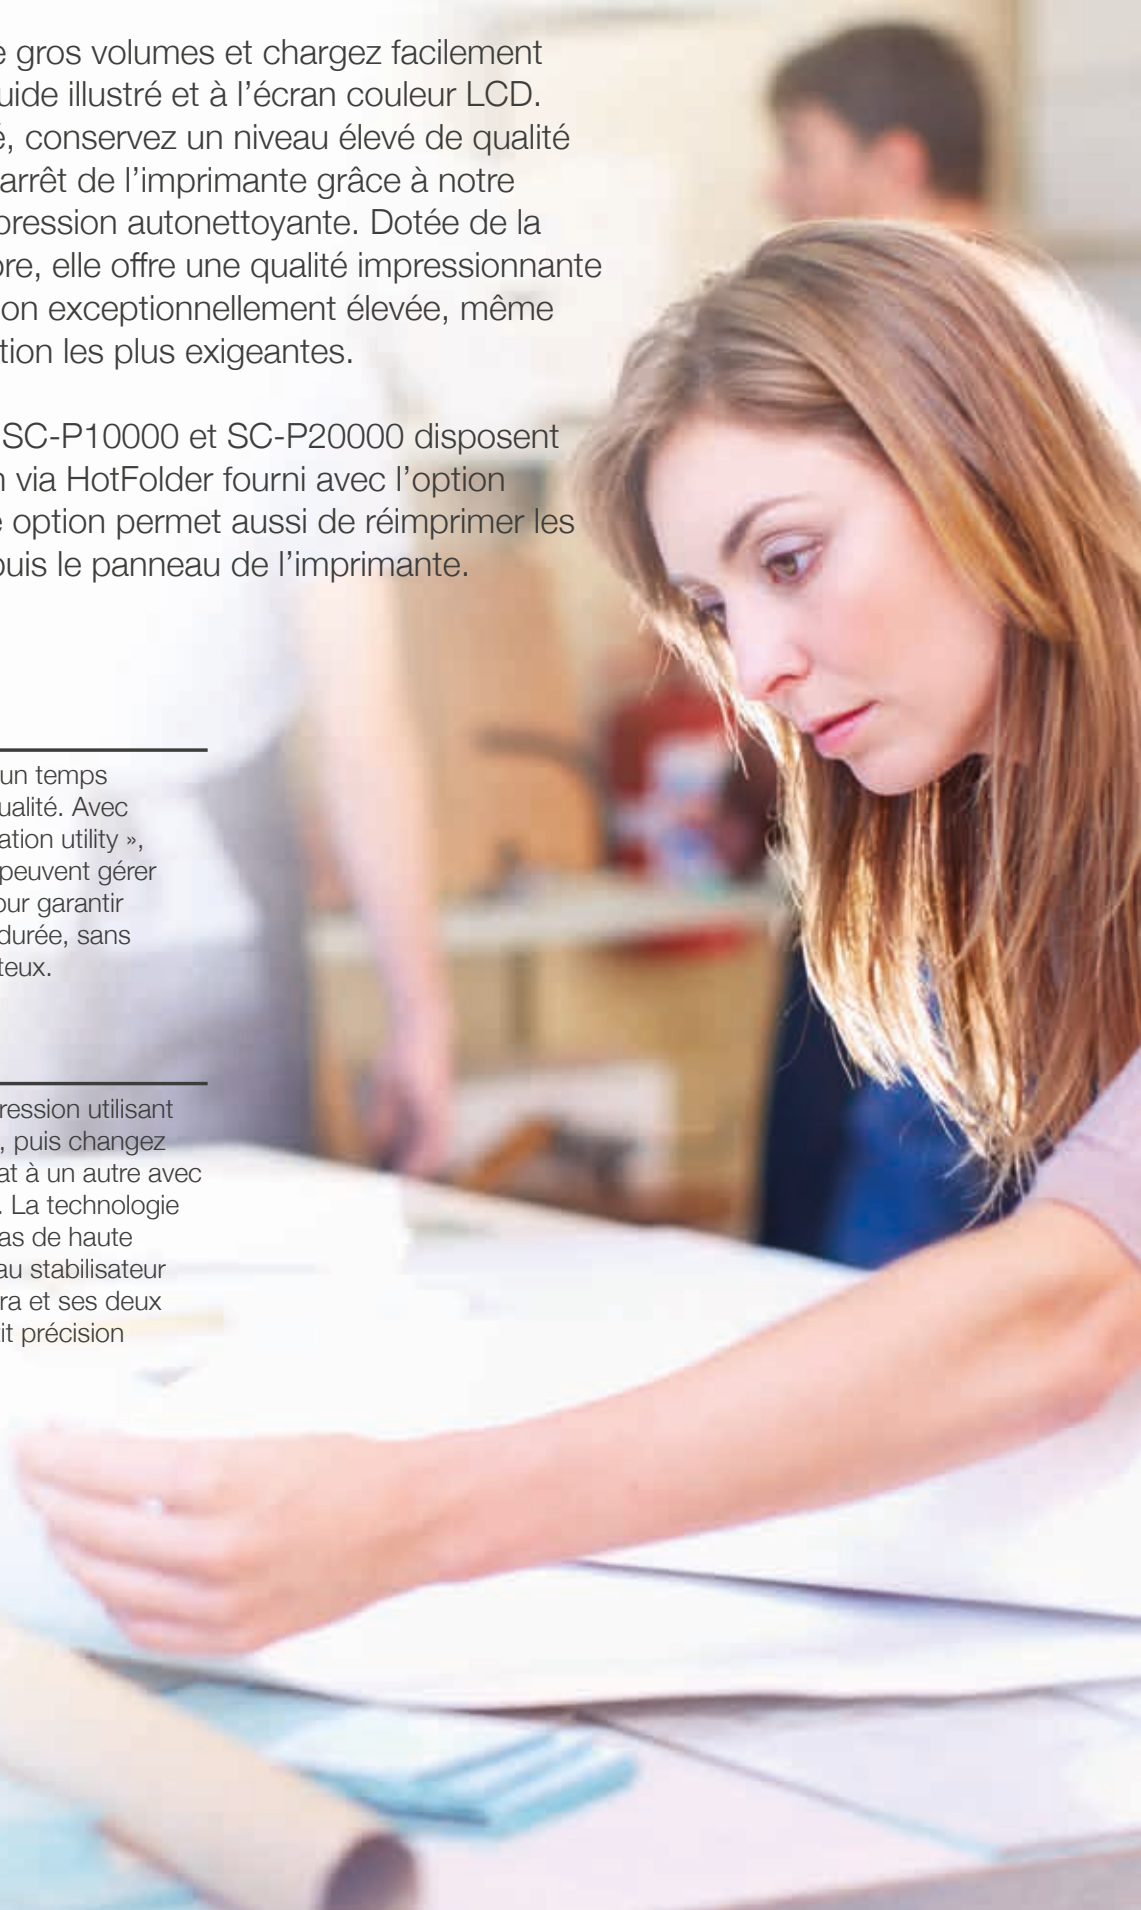 e gros volumes et chargez facilement
uide illustré et à l’écran couleur LCD.
é, conservez un niveau élevé de qualité
arrêt de l’imprimante grâce à notre
pression autonettoyante. Dotée de la
ore, elle offre une qualité impressionnante
on exceptionnellement élevée, même
tion les plus exigeantes.
SC-P10000 et SC-P20000 disposent
n via HotFolder fourni avec l’option
e option permet aussi de réimprimer les
puis le panneau de l’imprimante.
un temps
ualité. Avec
ation utility »,
peuvent gérer
our garantir
durée, sans
teux.
ression utilisant
, puis changez
at à un autre avec
. La technologie
as de haute
au stabilisateur
ra et ses deux
it précision